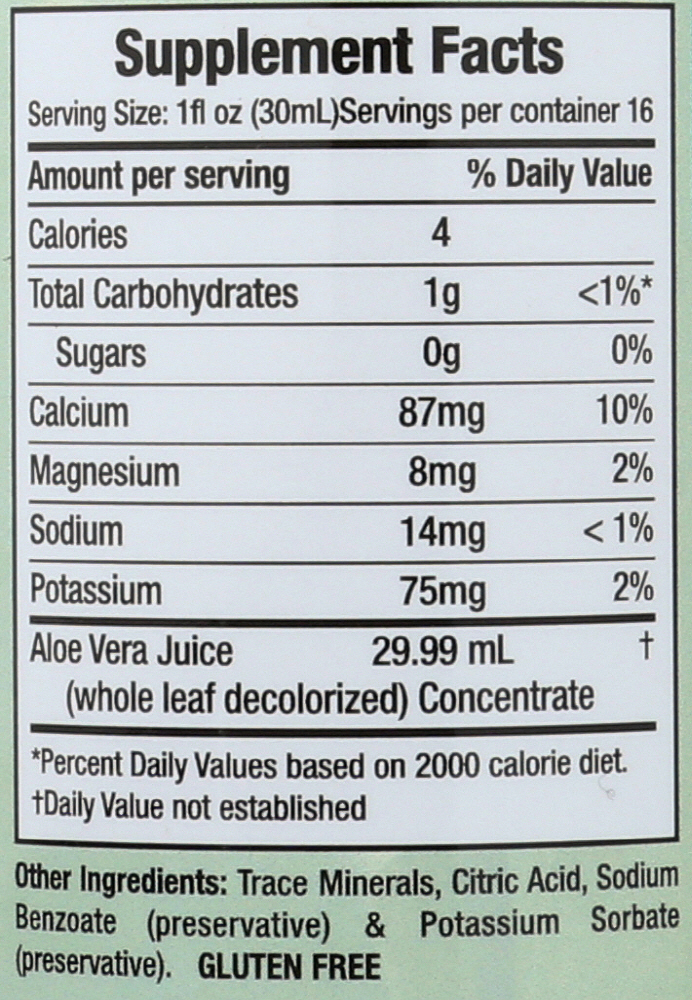 Supplement Facts
Serving Size: 1fl oz (30mL)Servings per container 16
Amount per serving % Daily Value
Calories 4
Total Carbohydrates 1g <1%*
Sugars 0g 0%
Calcium 87mg 10%
Magnesium 8mg 2%
Sodium 14mg < 1%
Potassium 75mg 2%
Aloe Vera Juice 29.99 mL †
(whole leaf decolorized) Concentrate
*Percent Daily Values based on 2000 calorie diet.
†Daily Value not established
Other Ingredients: Trace Minerals, Citric Acid, Sodium
Benzoate (preservative) & Potassium Sorbate
(preservative). GLUTEN FREE